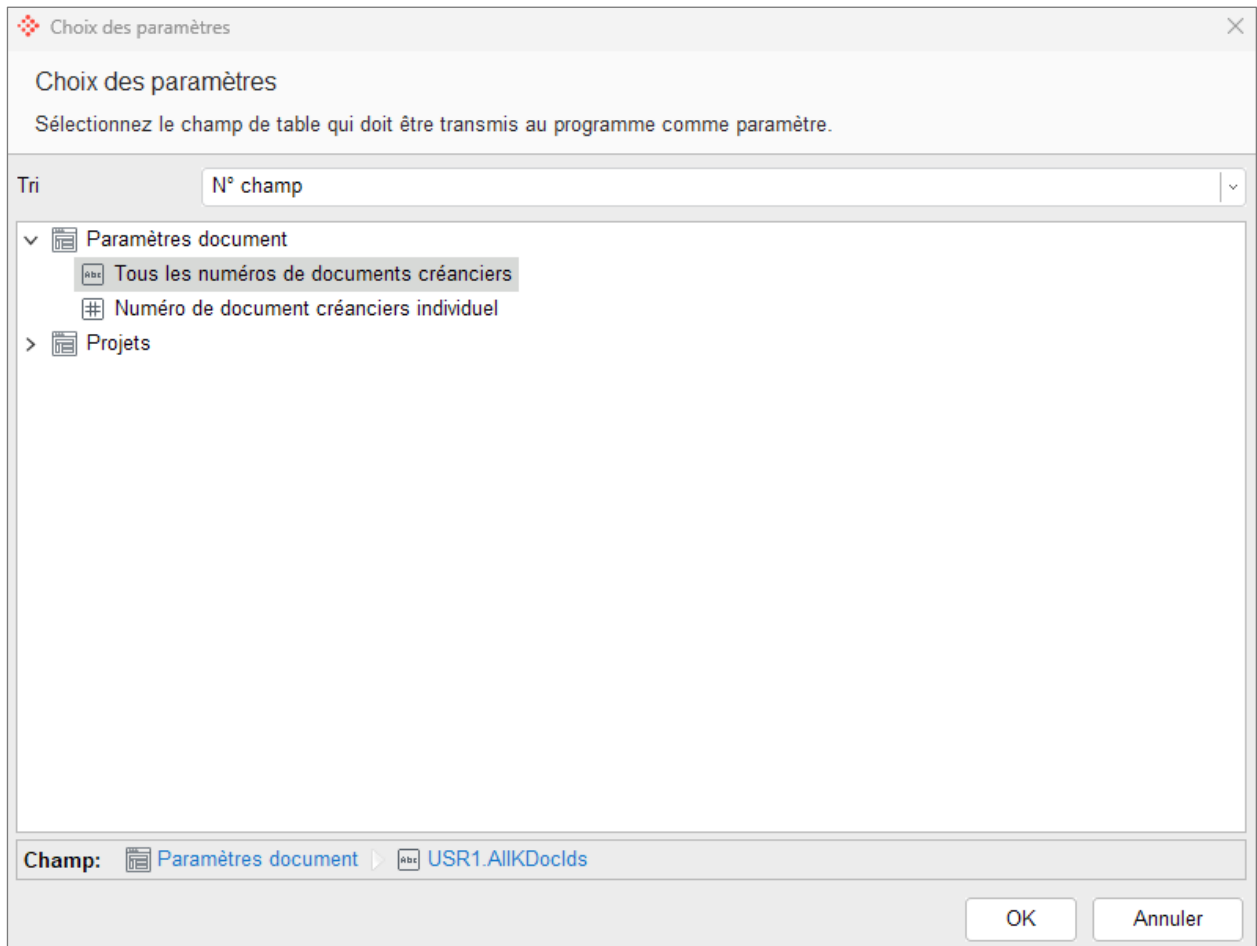 Choix des paramètres
Choix des paramètres
Sélectionnez le champ de table qui doit être transmis au programme comme paramètre.
Tri N° champ
Paramètres document
Abc Tous les numéros de documents créanciers
# Numéro de document créanciers individuel
Projets
Champ: Paramètres document Abc USR1.AllKDocIds
OK Annuler